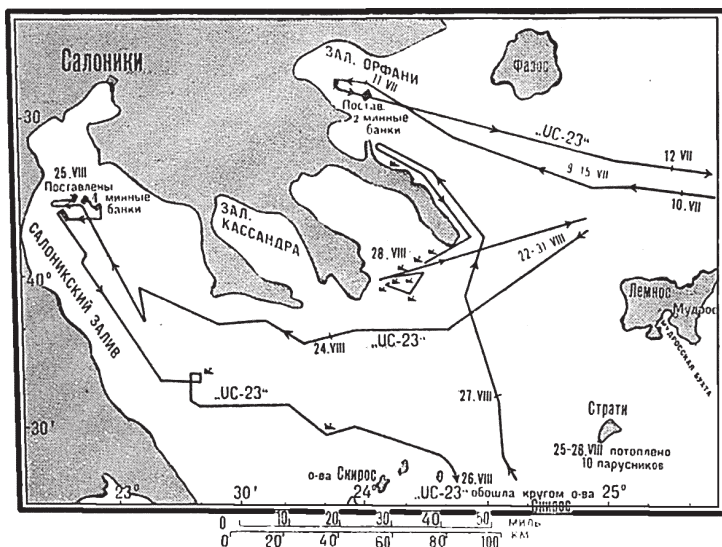 Салоники
ЗАЛ. ОРФАНИ
11 VII
Фазос
30
Постав.
2 минные
банки
„UC-23“
12 VII
9-15 VII
10. VII
25. VIII
Поставлены
4 минные
банки
ЗАЛ.
КАССАНДРА
28. VIII
22-31 VIII
САЛОНИКСКИЙ ЗАЛИВ
40°
Лемнос
Мудрос
МУДРОССКАЯ БУХТА
24. VIII
„UC-23“
„UC-23“
27. VIII
Страти
30'
25-28. VIII потоплено
10 парусников
о-ва Скирос
26. VIII
„UC-23“ обошла кругом о-ва
Скирос
23°
30'
24
25°
0 10 20 30 40 50 МИЛЬ
0 20 40 60 80 100 КМ